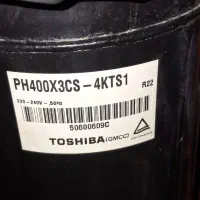 PH400X3CS-4KTS1
R22
220-240V~,50Hz
50600609C
TOSHIBA(GMCC)